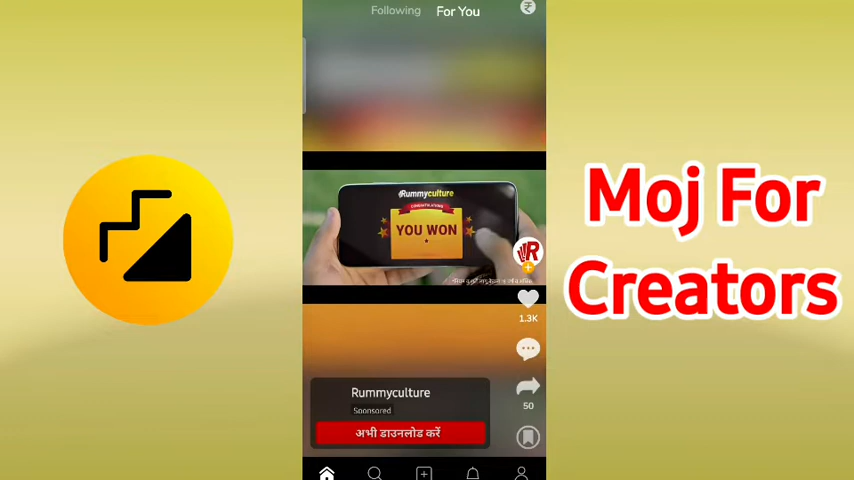 Following For You
₹
Rummyculture
CONGRATULATIONS
YOU WON
1.3K
50
Rummyculture
Sponsored
अभी डाउनलोड करें
Moj For
Creators